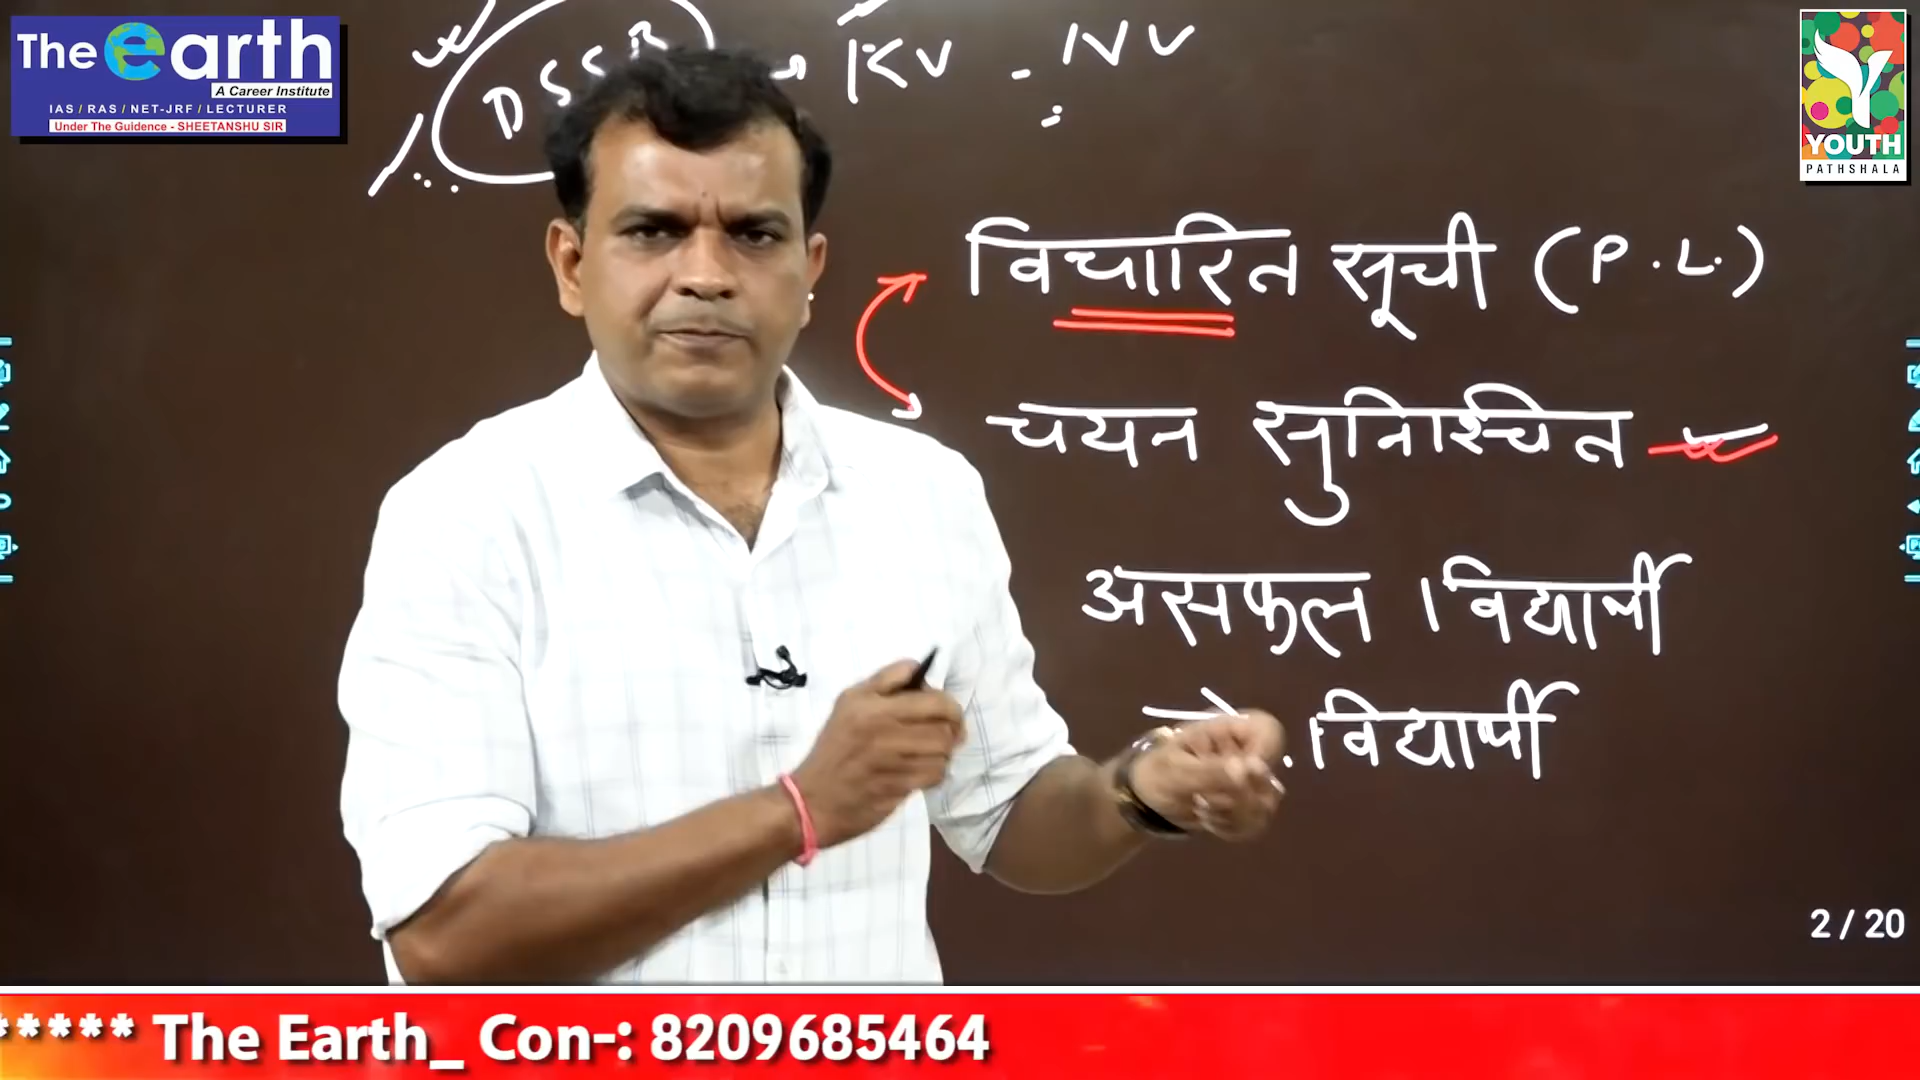 The earth
A Career Institute
IAS / RAS / NET-JRF / LECTURER
Under The Guidence - SHEETANSHU SIR
YOUTH
PATHSHALA
DSSB KV - NV
विचारित सूची (P.L.)
चयन सुनिश्चित
असफल विद्यार्थी
विद्यार्थी
2 / 20
***** The Earth_ Con-: 8209685464